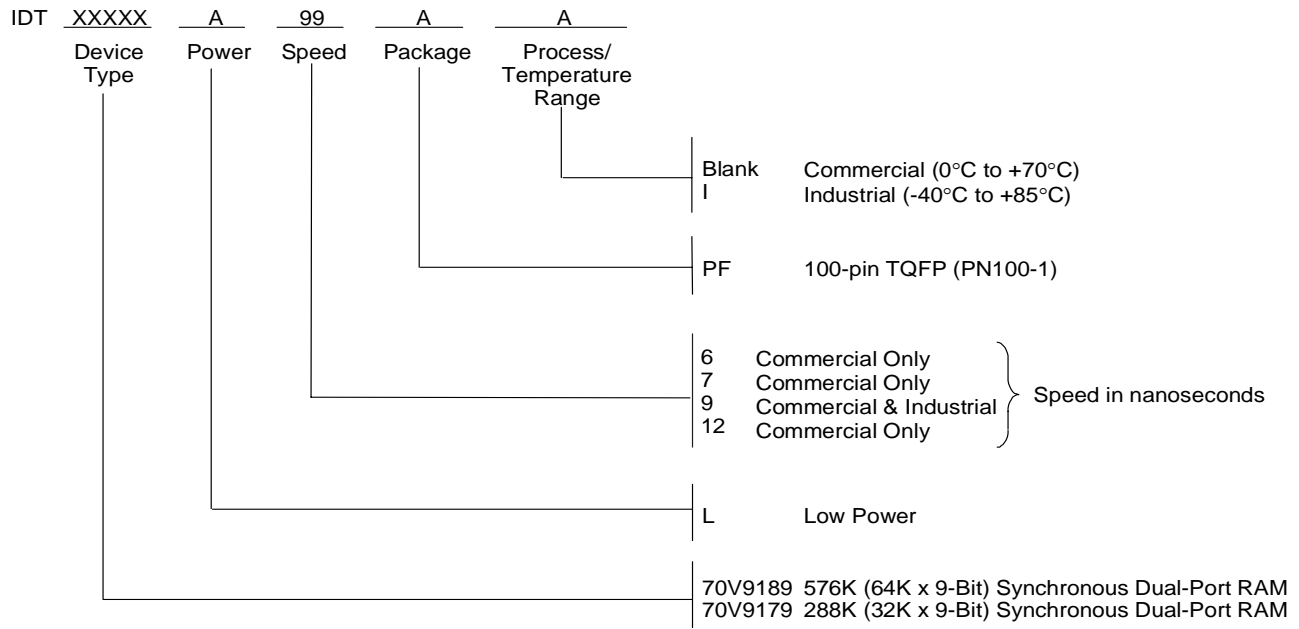 IDT XXXXX A 99 A A
Device Type Power Speed Package Process/ Temperature Range
Blank Commercial (0°C to +70°C)
I Industrial (-40°C to +85°C)
PF 100-pin TQFP (PN100-1)
6 Commercial Only
7 Commercial Only
9 Commercial & Industrial
12 Commercial Only
Speed in nanoseconds
L Low Power
70V9189 576K (64K x 9-Bit) Synchronous Dual-Port RAM
70V9179 288K (32K x 9-Bit) Synchronous Dual-Port RAM